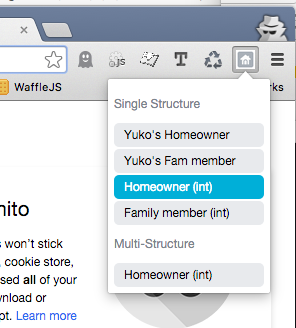 js
T
WaffleJS
rks
Single Structure
Yuko's Homeowner
Yuko's Fam member
Homeowner (int)
Family member (int)
Multi-Structure
Homeowner (int)
nito
s won't stick
, cookie store,
sed all of your
wnload or
pt. Learn more